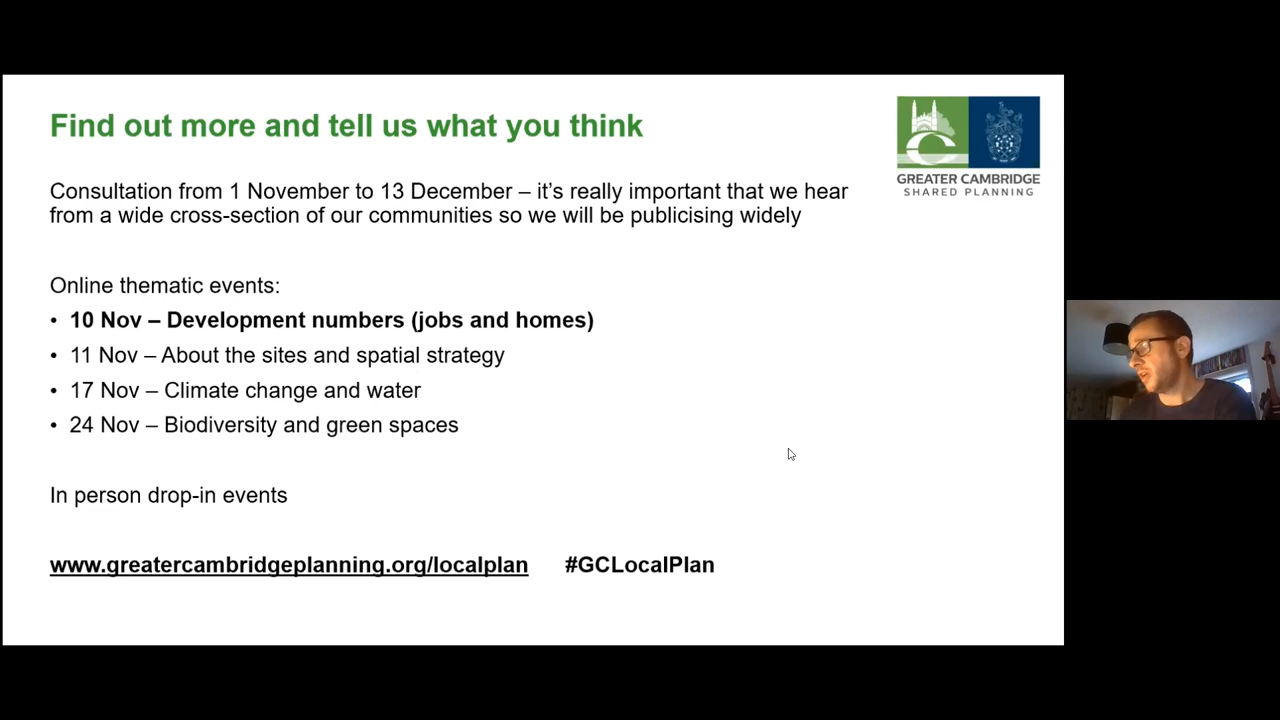 Find out more and tell us what you think
GREATER CAMBRIDGE
SHARED PLANNING
Consultation from 1 November to 13 December – it's really important that we hear
from a wide cross-section of our communities so we will be publicising widely
Online thematic events:
• 10 Nov – Development numbers (jobs and homes)
• 11 Nov – About the sites and spatial strategy
• 17 Nov – Climate change and water
• 24 Nov – Biodiversity and green spaces
In person drop-in events
www.greatercambridgeplanning.org/localplan #GCLocalPlan